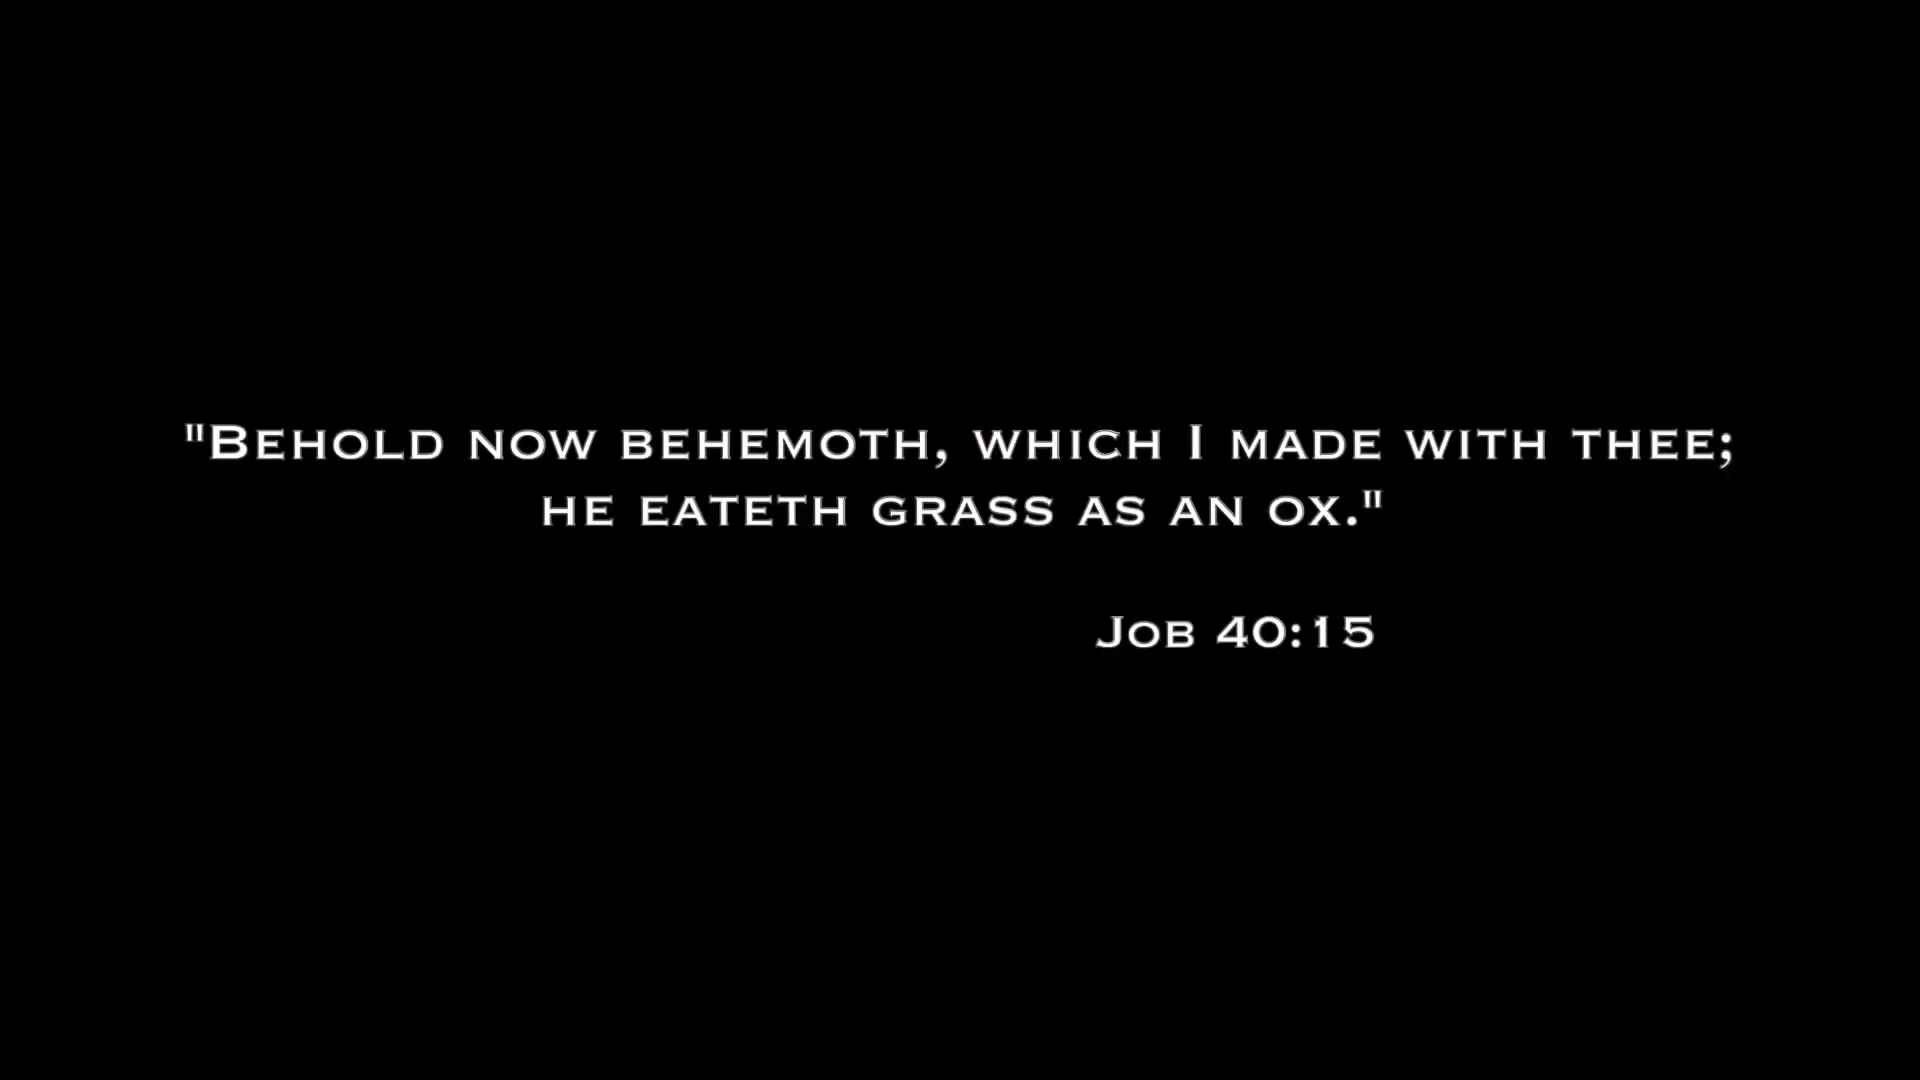 "Behold now behemoth, which I made with thee;
he eateth grass as an ox."
Job 40:15